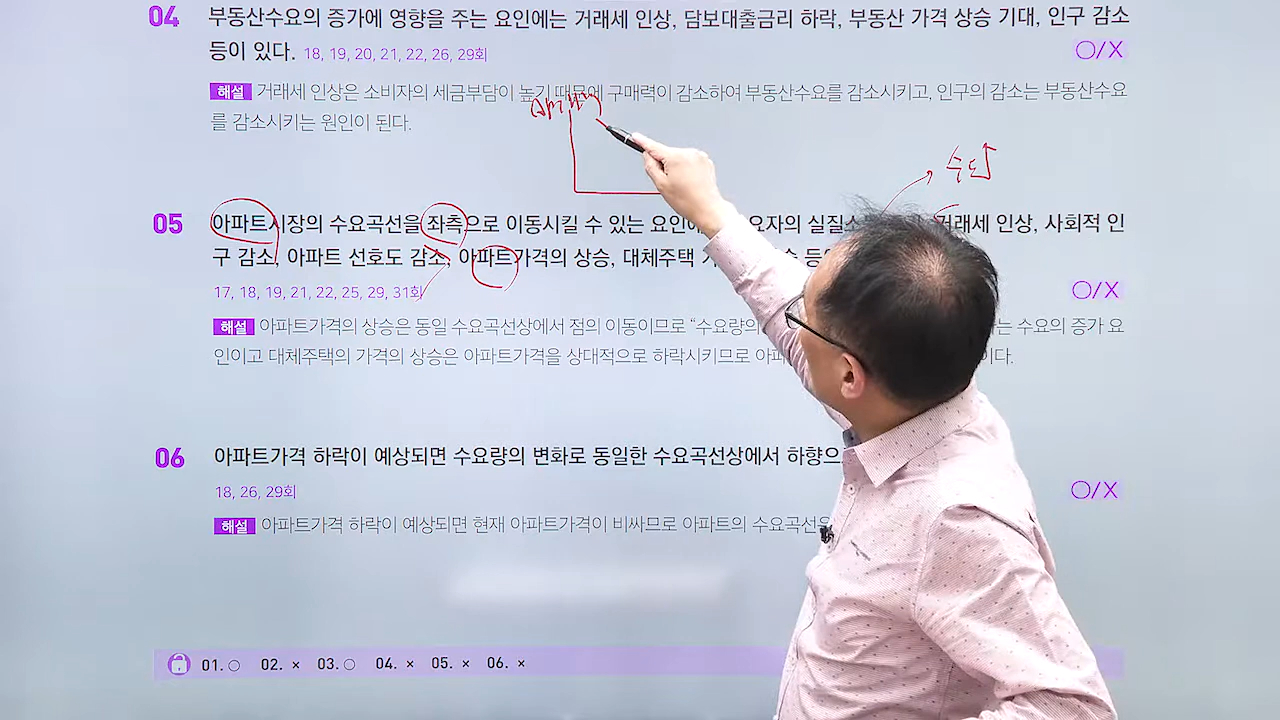 04 부동산수요의 증가에 영향을 주는 요인에는 거래세 인상, 담보대출금리 하락, 부동산 가격 상승 기대, 인구 감소
등이 있다. 18, 19, 20, 21, 22, 26, 29회 ○/X
해설 거래세 인상은 소비자의 세금부담이 높기 때문에 구매력이 감소하여 부동산수요를 감소시키고, 인구의 감소는 부동산수요
를 감소시키는 원인이 된다.
수요↑
05 아파트시장의 수요곡선을 좌측으로 이동시킬 수 있는 요인에 실질소 거래세 인상, 사회적 인
구 감소, 아파트 선호도 감소, 아파트가격의 상승, 대체주택
17, 18, 19, 21, 22, 25, 29, 31회 ○/X
해설 아파트가격의 상승은 동일 수요곡선상에서 점의 이동이므로 “수요량의 는 수요의 증가 요
인이고 대체주택의 가격의 상승은 아파트가격을 상대적으로 하락시키므로 이다.
06 아파트가격 하락이 예상되면 수요량의 변화로 동일한 수요곡선상에서 하향으
18, 26, 29회 ○/X
해설 아파트가격 하락이 예상되면 현재 아파트가격이 비싸므로 아파트의 수요곡선은
01. ○ 02. × 03. ○ 04. × 05. × 06. ×